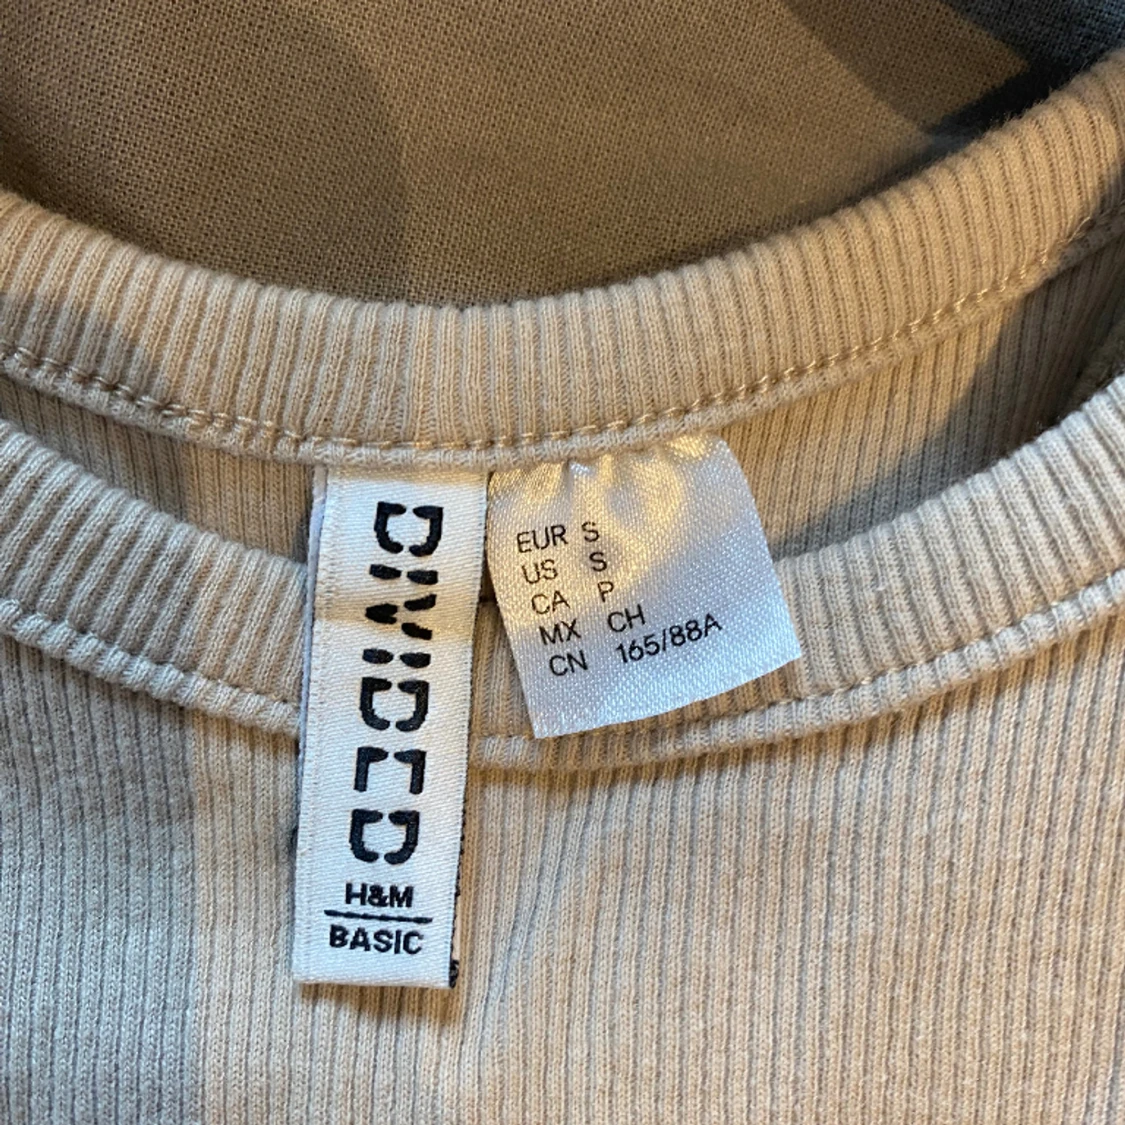 DIVIDED
H&M
BASIC
EUR S
US S
CA P
MX CH
CN 165/88A